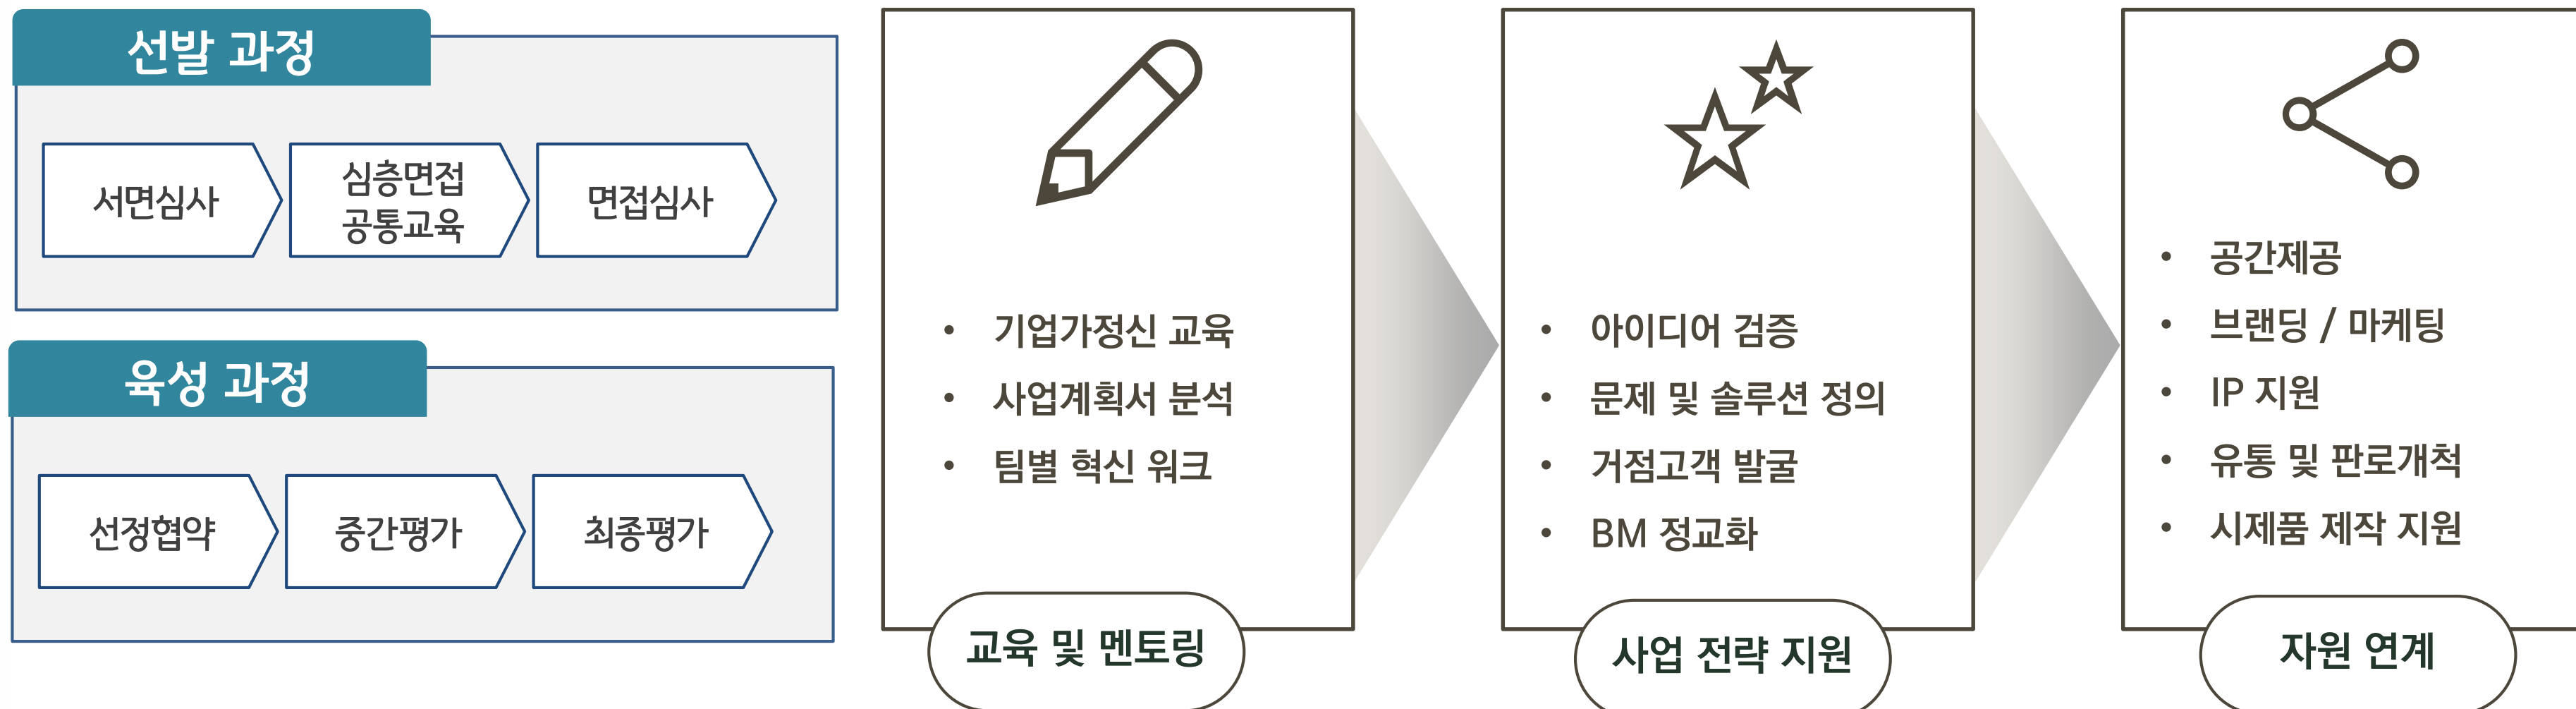 선발 과정
서면심사
심층면접
공통교육
면접심사
육성 과정
선정협약
중간평가
최종평가
• 기업가정신 교육
• 사업계획서 분석
• 팀별 혁신 워크
교육 및 멘토링
• 아이디어 검증
• 문제 및 솔루션 정의
• 거점고객 발굴
• BM 정교화
사업 전략 지원
• 공간제공
• 브랜딩 / 마케팅
• IP 지원
• 유통 및 판로개척
• 시제품 제작 지원
자원 연계